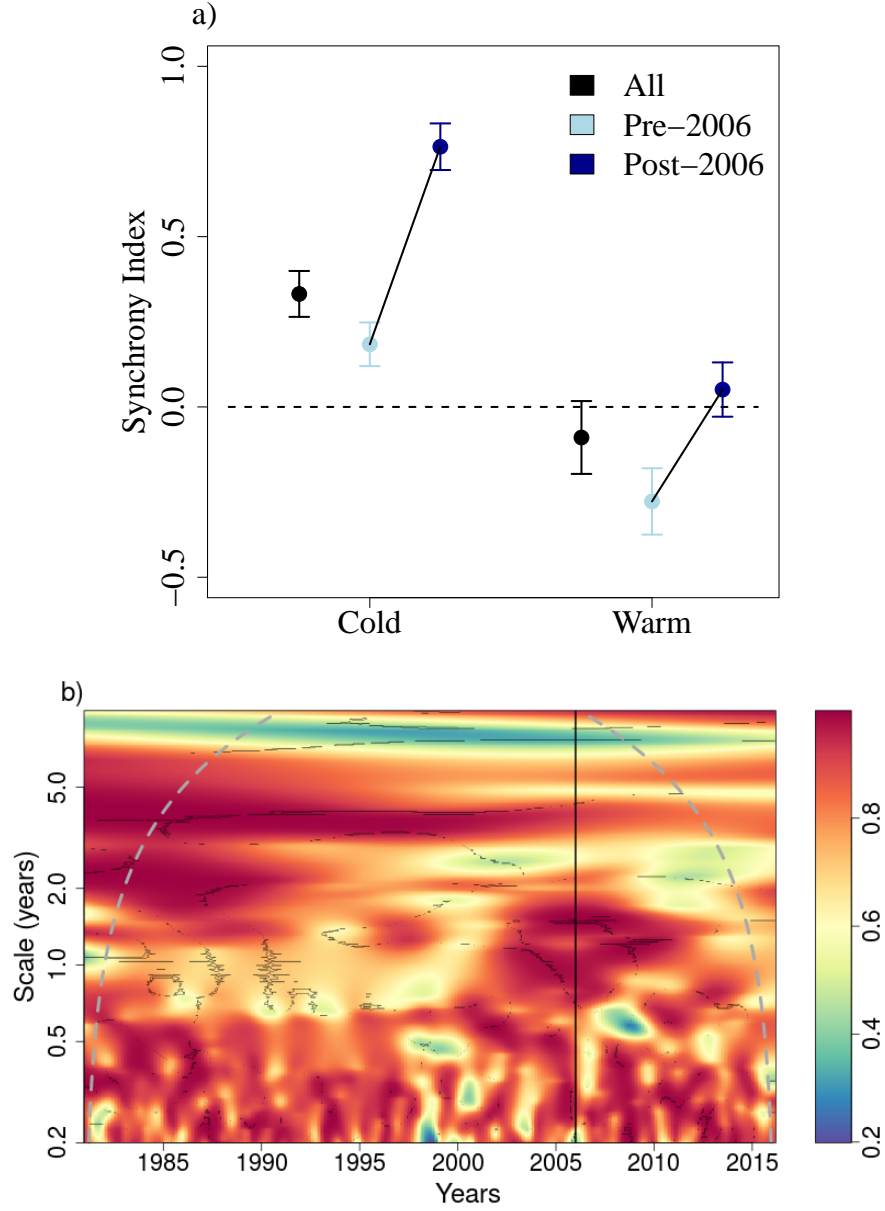 a)
1.0
0.5
0.0
−0.5
Synchrony Index
All
Pre−2006
Post−2006
Cold
Warm
b)
5.0
2.0
1.0
0.5
0.2
Scale (years)
1985 1990 1995 2000 2005 2010 2015
Years
0.8
0.6
0.4
0.2